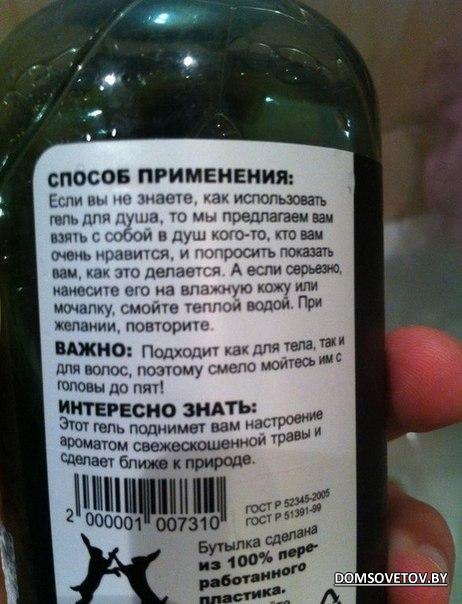 СПОСОБ ПРИМЕНЕНИЯ:
Если вы не знаете, как использовать
гель для душа, то мы предлагаем вам
взять с собой в душ кого-то, кто вам
очень нравится, и попросить показать
вам, как это делается. А если серьезно,
нанесите его на влажную кожу или
мочалку, смойте теплой водой. При
желании, повторите.
ВАЖНО: Подходит как для тела, так и
для волос, поэтому смело мойтесь им с
головы до пят!
ИНТЕРЕСНО ЗНАТЬ:
Этот гель поднимет вам настроение
ароматом свежескошенной травы и
сделает ближе к природе.
ГОСТ Р 52345-2005
ГОСТ Р 51391-99
2 000001 007310
Бутылка сделана
из 100% пере-
работанного
пластика.
DOMSOVETOV.BY